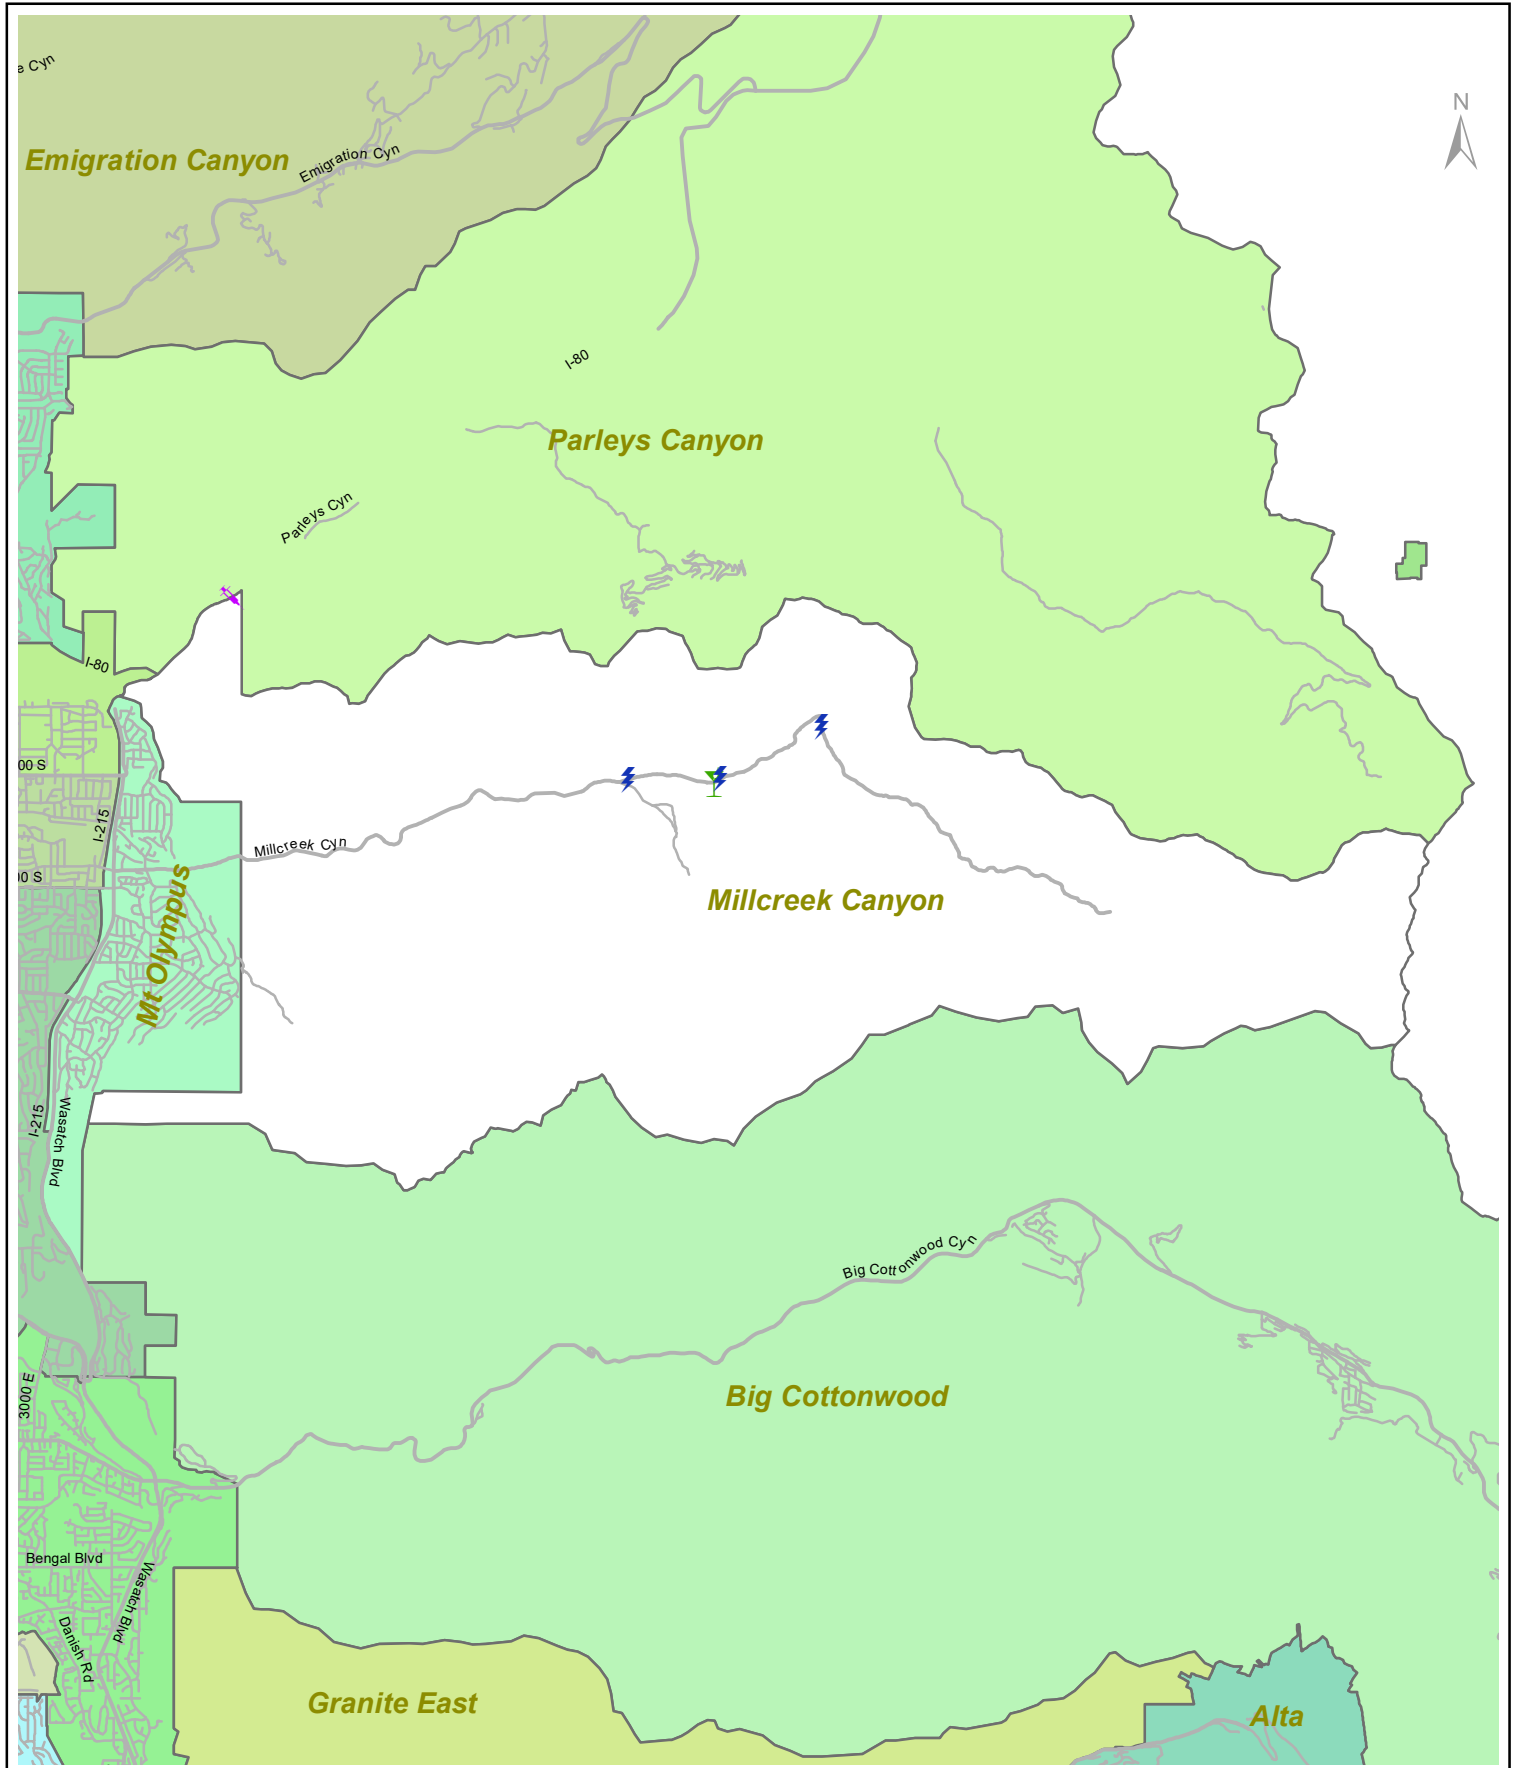 e Cyn
N
Emigration Canyon
Emigration Cyn
I-80
Parleys Canyon
Parleys Cyn
I-80
00 S
I-215
Millcreek Cyn
00 S
Mt Olympus
Millcreek Canyon
I-215
Wasatch Blvd
Big Cottonwood Cyn
3000 E
Big Cottonwood
Bengal Blvd
Wasatch Blvd
Danish Rd
Granite East
Alta